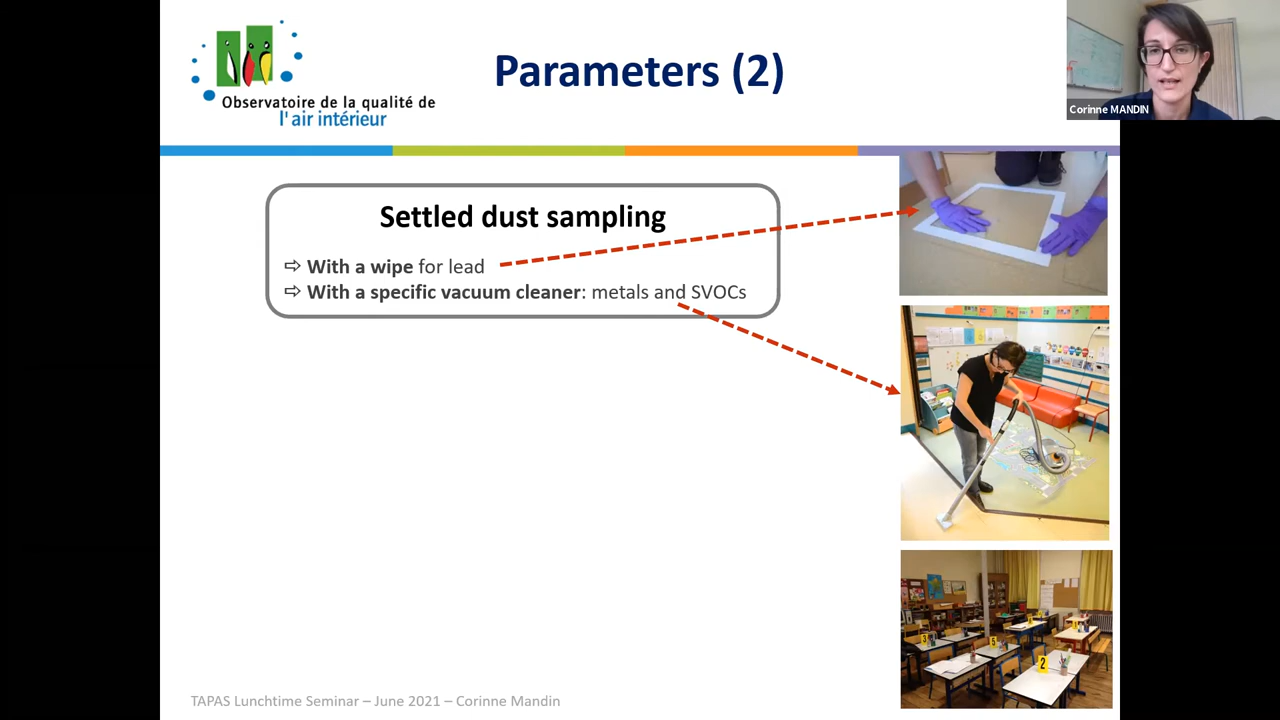 Observatoire de la qualité de
l'air intérieur
Parameters (2)
Corinne MANDIN
Settled dust sampling
⇨ With a wipe for lead
⇨ With a specific vacuum cleaner: metals and SVOCs
2
TAPAS Lunchtime Seminar – June 2021 – Corinne Mandin